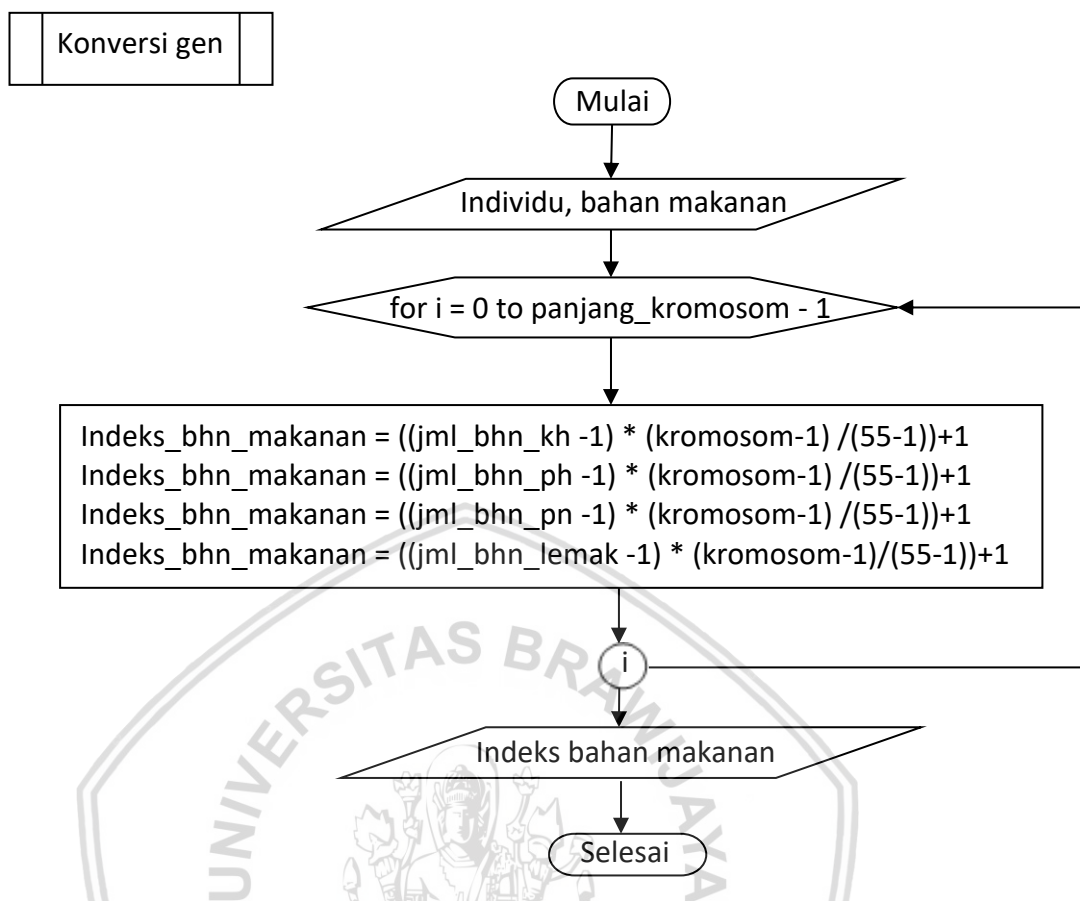 Konversi gen
Mulai
Individu, bahan makanan
for i = 0 to panjang_kromosom - 1
Indeks_bhn_makanan = ((jml_bhn_kh -1) * (kromosom-1) /(55-1))+1
Indeks_bhn_makanan = ((jml_bhn_ph -1) * (kromosom-1) /(55-1))+1
Indeks_bhn_makanan = ((jml_bhn_pn -1) * (kromosom-1) /(55-1))+1
Indeks_bhn_makanan = ((jml_bhn_lemak -1) * (kromosom-1)/(55-1))+1
i
Indeks bahan makanan
Selesai
UNIVERSITAS BRAWIJAYA